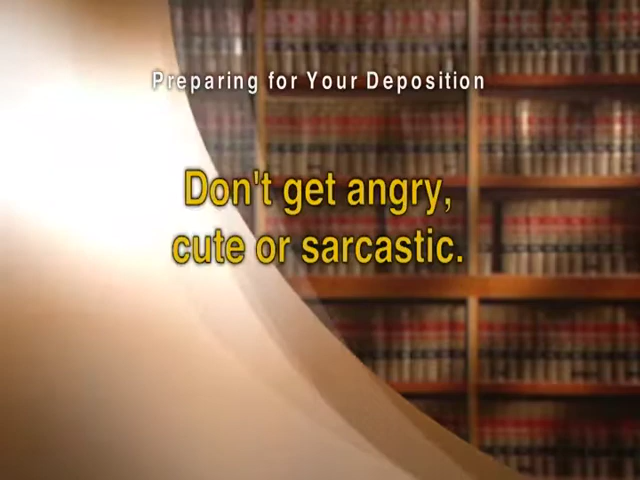 Preparing for Your Deposition
Don't get angry,
cute or sarcastic.